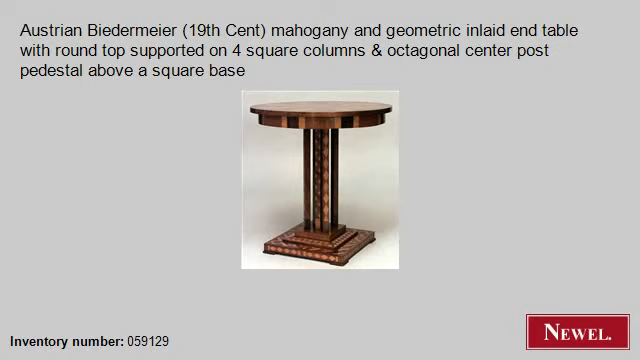 Austrian Biedermeier (19th Cent) mahogany and geometric inlaid end table
with round top supported on 4 square columns & octagonal center post
pedestal above a square base
Inventory number: 059129
NEWEL.